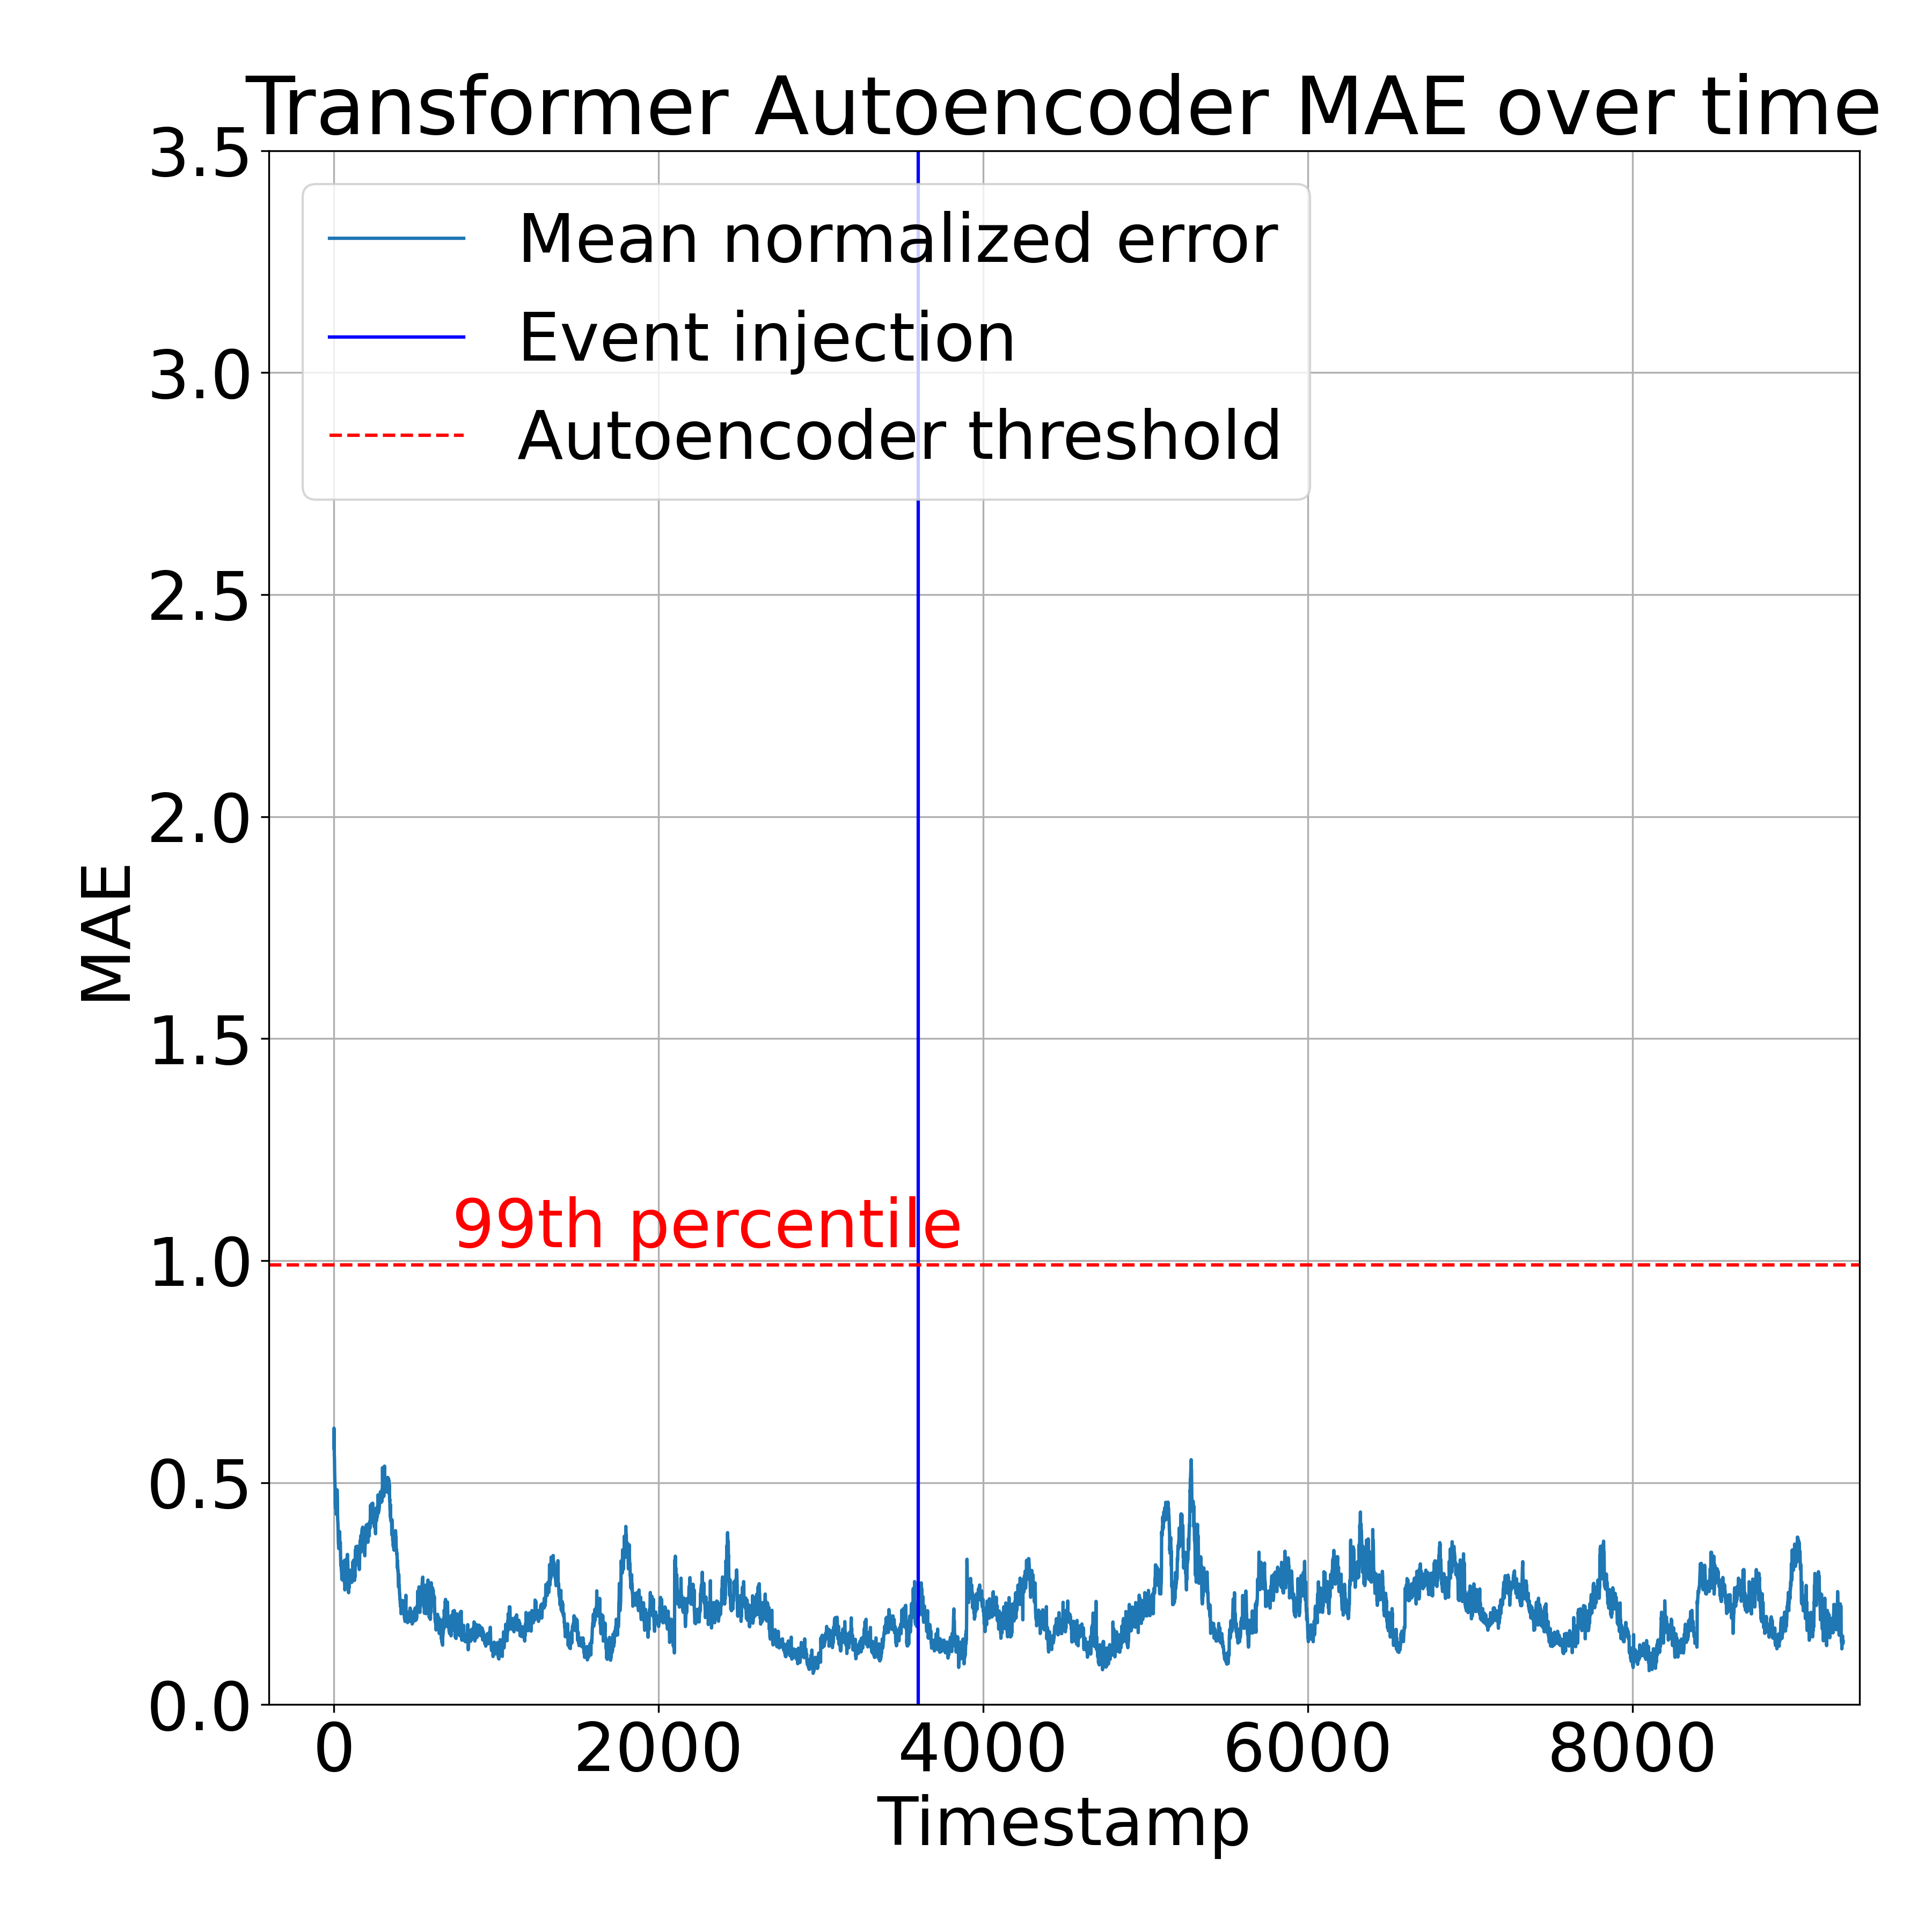 Transformer Autoencoder MAE over time
3.5
3.0
2.5
2.0
1.5
1.0
0.5
0.0
MAE
Mean normalized error
Event injection
Autoencoder threshold
99th percentile
0 2000 4000 6000 8000
Timestamp